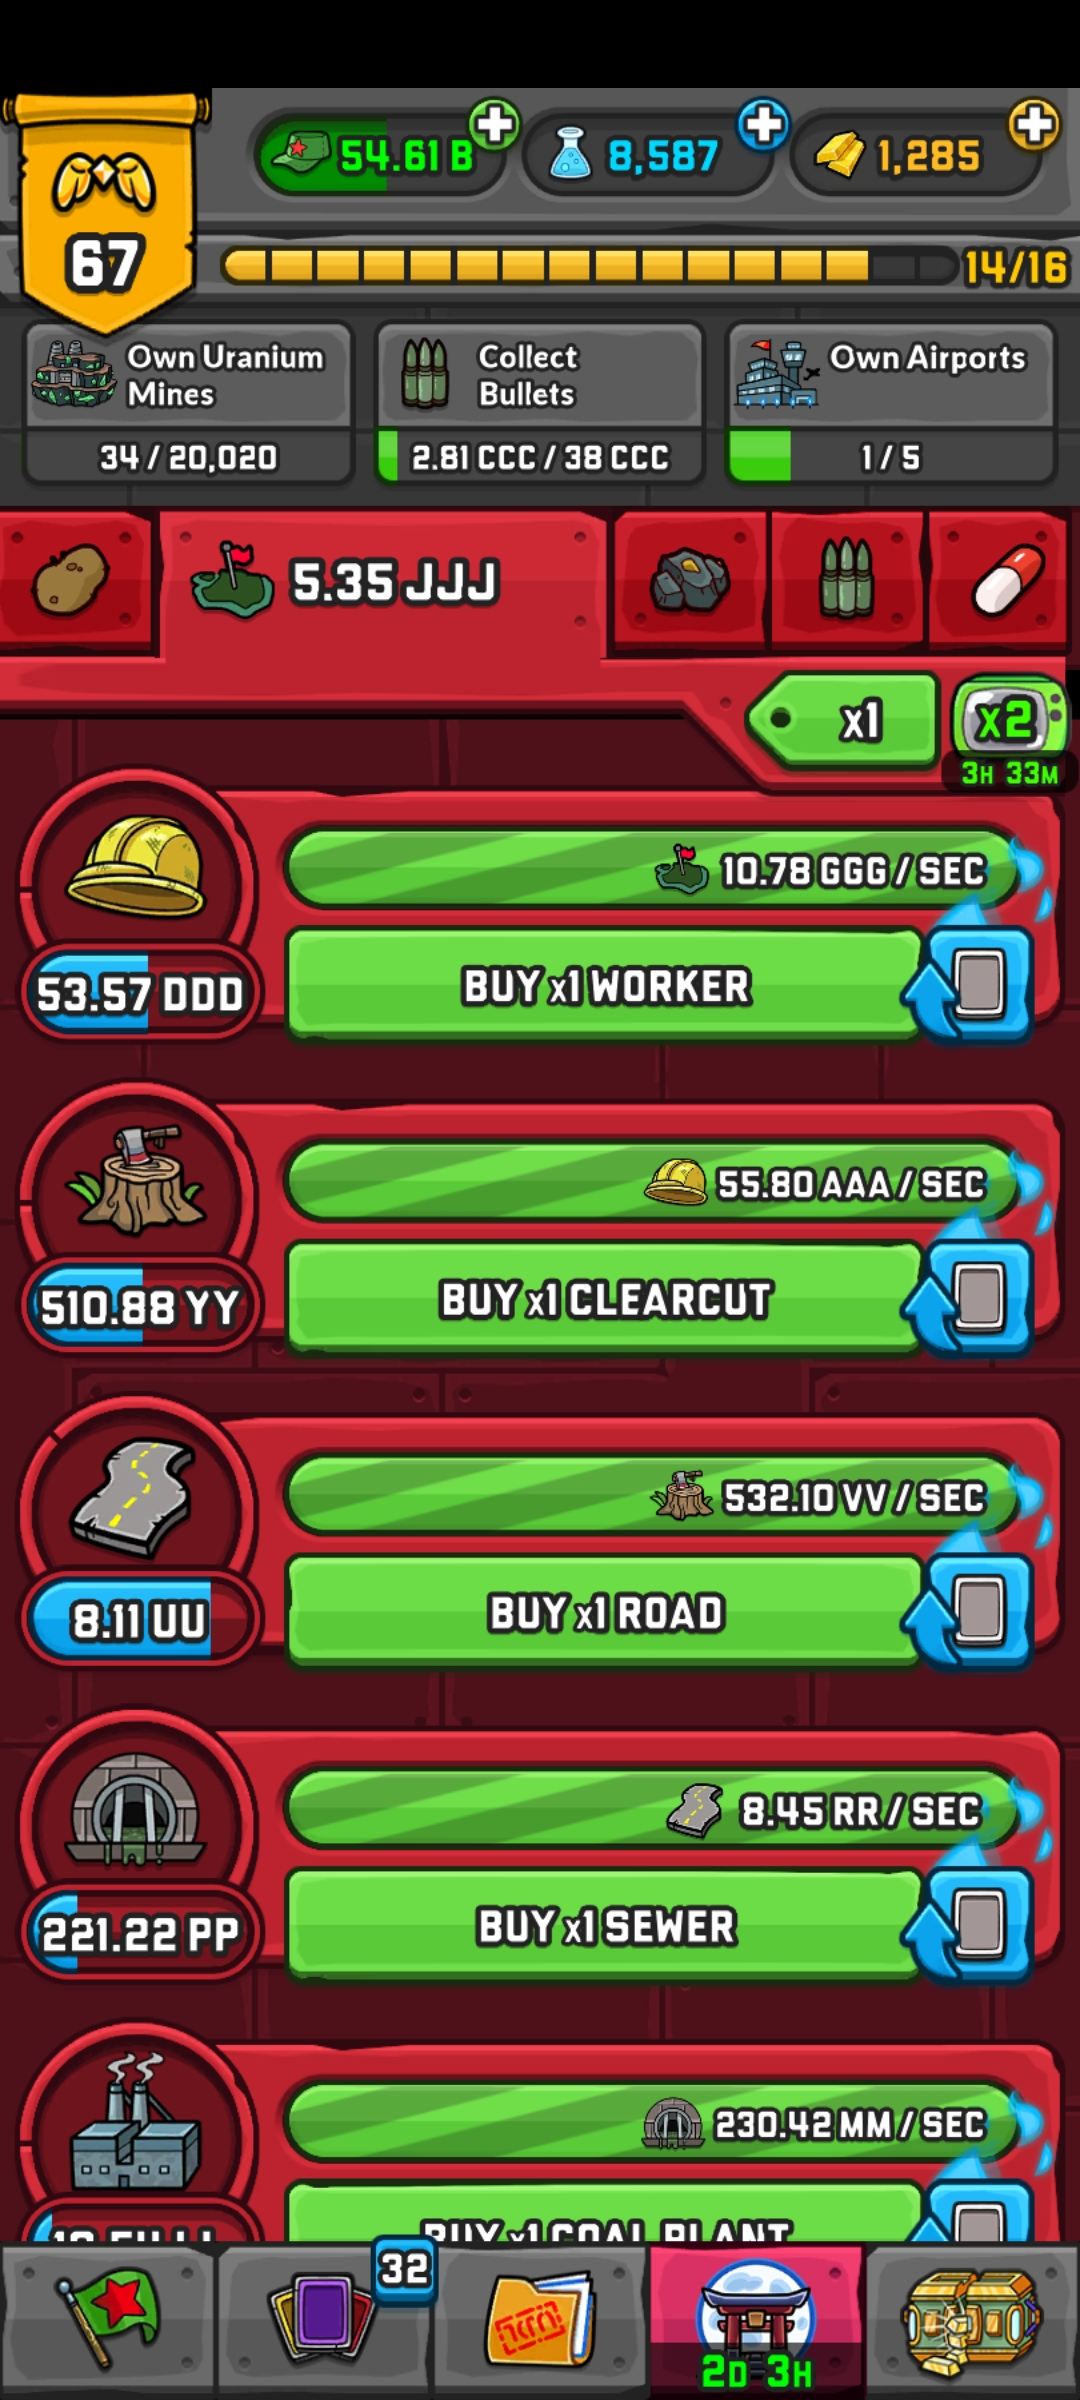 54.61 B
8,587
1,285
67
14/16
Own Uranium
Mines
34 / 20,020
Collect
Bullets
2.81 CCC / 38 CCC
Own Airports
1 / 5
5.35 JJJ
x1
x2
3H 33M
10.78 GGG / SEC
53.57 DDD
BUY x1 WORKER
55.80 AAA / SEC
510.88 YY
BUY x1 CLEARCUT
532.10 VV / SEC
8.11 UU
BUY x1 ROAD
8.45 RR / SEC
221.22 PP
BUY x1 SEWER
230.42 MM / SEC
BUY x1 COAL PLANT
32
2D 3H